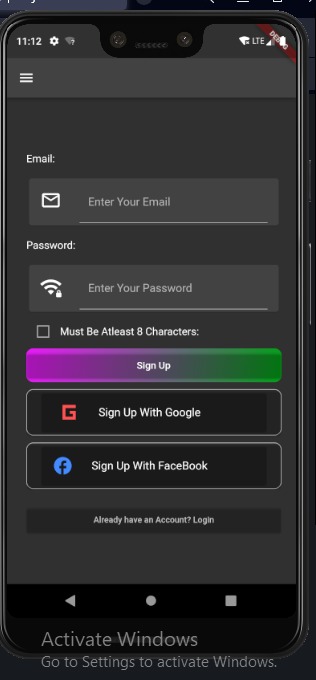 11:12
LTE
DEBUG
Email:
Enter Your Email
Password:
Enter Your Password
Must Be Atleast 8 Characters:
Sign Up
Sign Up With Google
Sign Up With FaceBook
Already have an Account? Login
Activate Windows
Go to Settings to activate Windows.